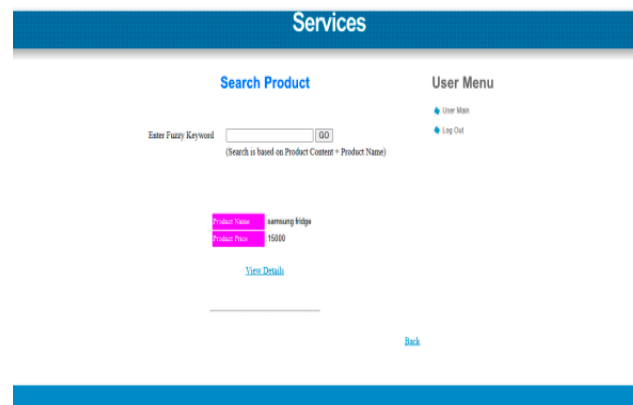 Services
Search Product
User Menu
User Main
Log Out
Enter Fuzzy Keyword GO
(Search is based on Product Content + Product Name)
Product Name samsung fridge
Product Price 15000
View Details
Back